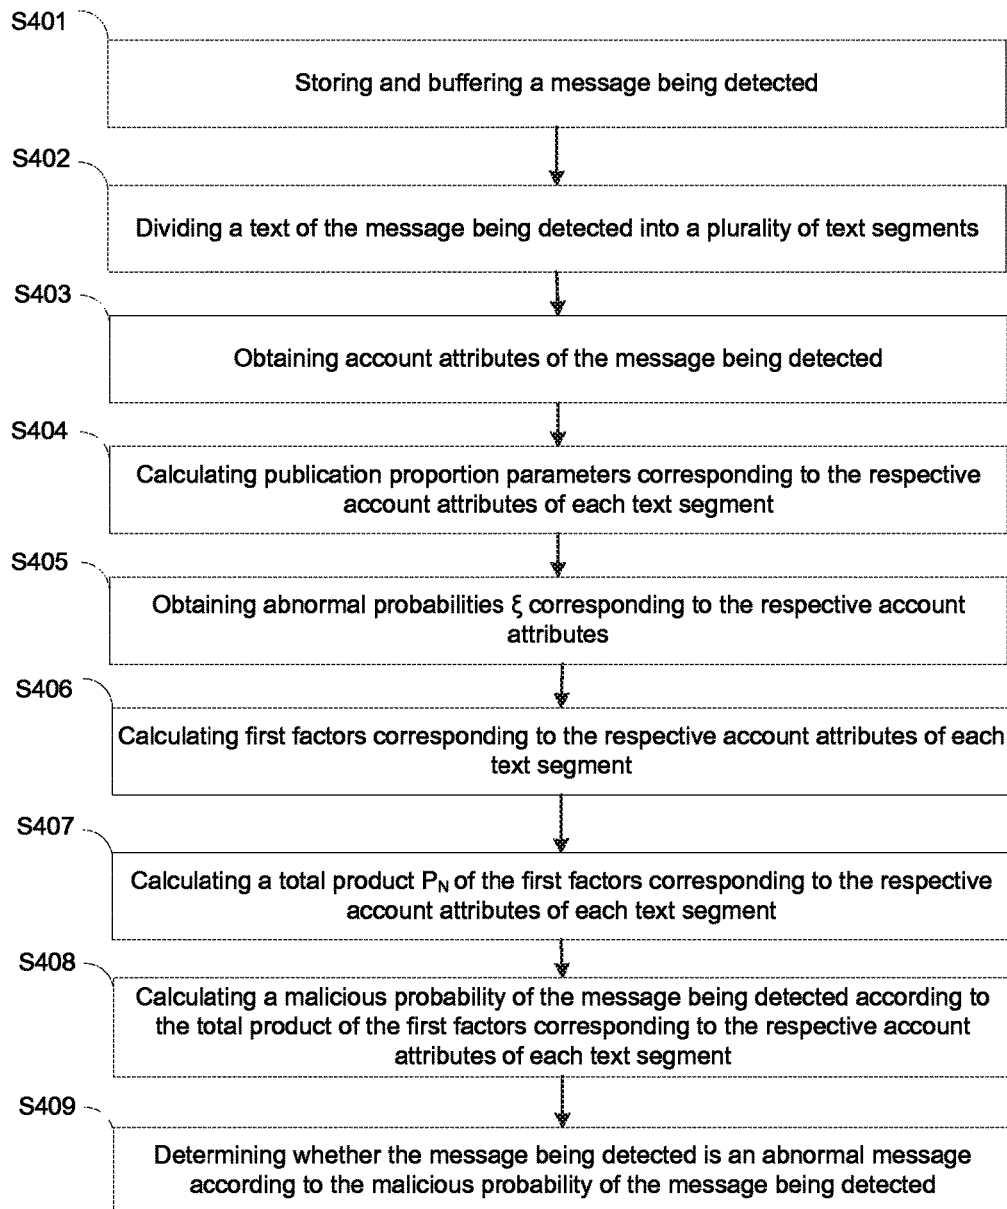 S401
Storing and buffering a message being detected
S402
Dividing a text of the message being detected into a plurality of text segments
S403
Obtaining account attributes of the message being detected
S404
Calculating publication proportion parameters corresponding to the respective
account attributes of each text segment
S405
Obtaining abnormal probabilities ξ corresponding to the respective account
attributes
S406
Calculating first factors corresponding to the respective account attributes of each
text segment
S407
Calculating a total product P_N of the first factors corresponding to the respective
account attributes of each text segment
S408
Calculating a malicious probability of the message being detected according to
the total product of the first factors corresponding to the respective account
attributes of each text segment
S409
Determining whether the message being detected is an abnormal message
according to the malicious probability of the message being detected